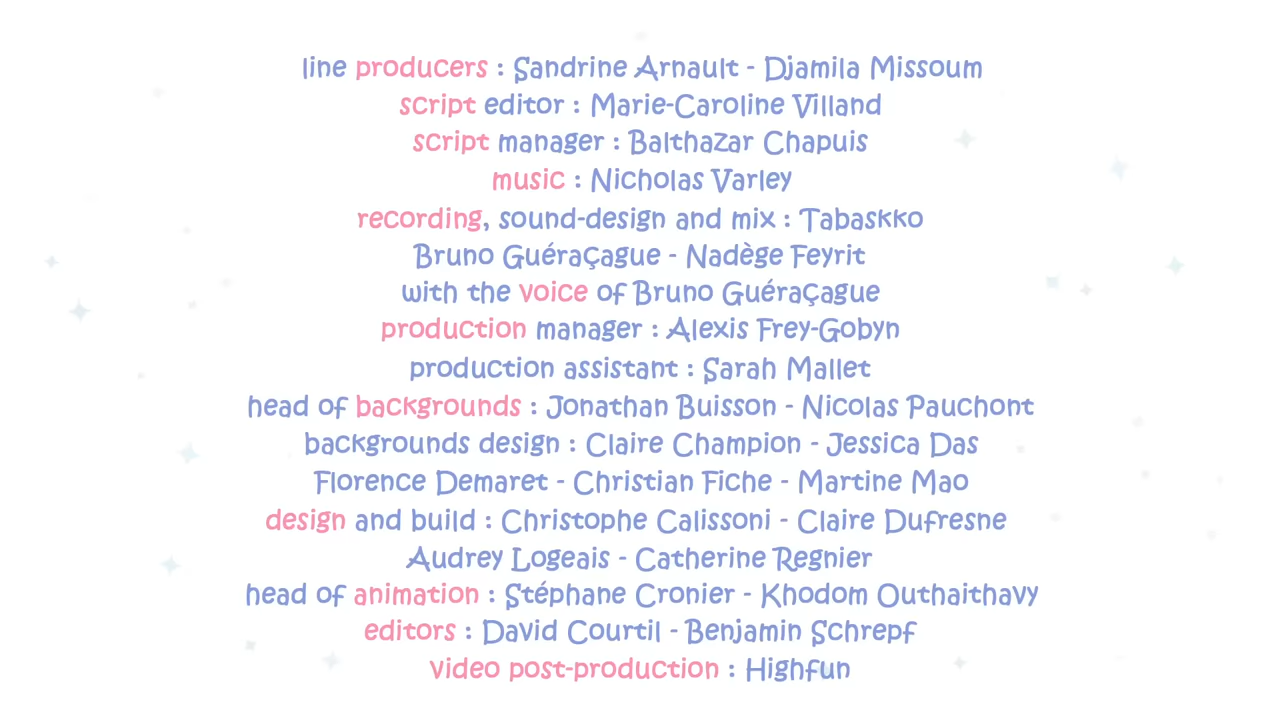 line producers : Sandrine Arnault - Djamila Missoum
script editor : Marie-Caroline Villand
script manager : Balthazar Chapuis
music : Nicholas Varley
recording, sound-design and mix : Tabaskko
Bruno Guéraçague - Nadège Feyrit
with the voice of Bruno Guéraçague
production manager : Alexis Frey-Gobyn
production assistant : Sarah Mallet
head of backgrounds : Jonathan Buisson - Nicolas Pauchont
backgrounds design : Claire Champion - Jessica Das
Florence Demaret - Christian Fiche - Martine Mao
design and build : Christophe Calissoni - Claire Dufresne
Audrey Logeais - Catherine Regnier
head of animation : Stéphane Cronier - Khodom Outhaithavy
editors : David Courtil - Benjamin Schrepf
video post-production : Highfun